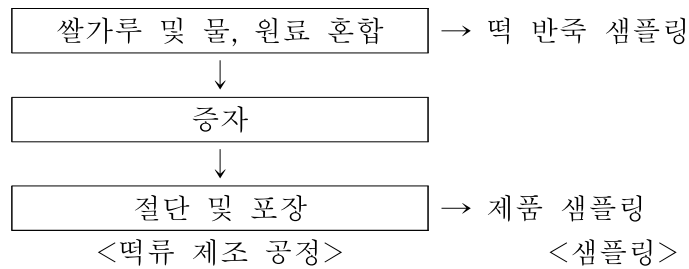 쌀가루 및 물, 원료 혼합 → 떡 반죽 샘플링
↓
증자
↓
절단 및 포장 → 제품 샘플링
<떡류 제조 공정> <샘플링>